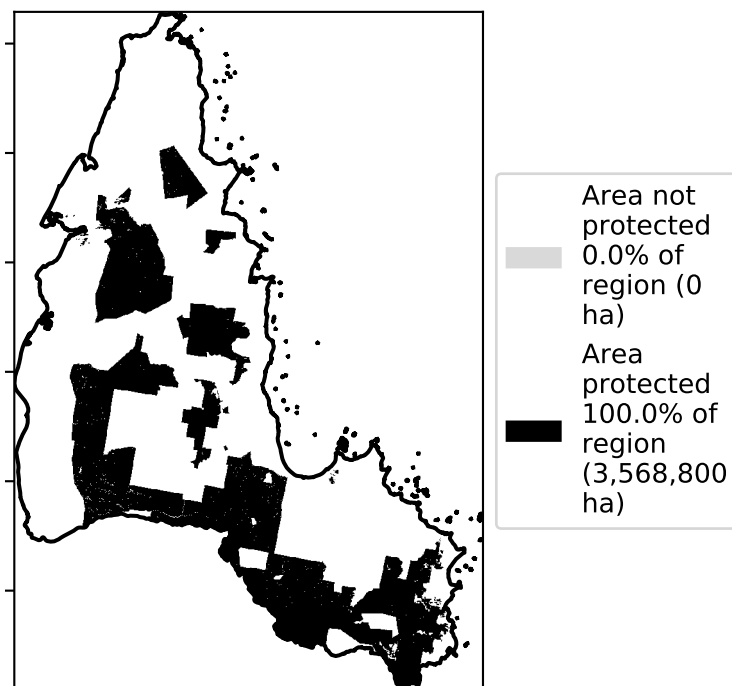 Area not
protected
0.0% of
region (0
ha)
Area
protected
100.0% of
region
(3,568,800
ha)